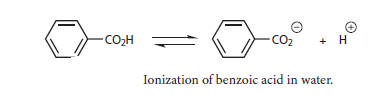 CO₂H ⇌ CO₂⊖ + H⊕
Ionization of benzoic acid in water.